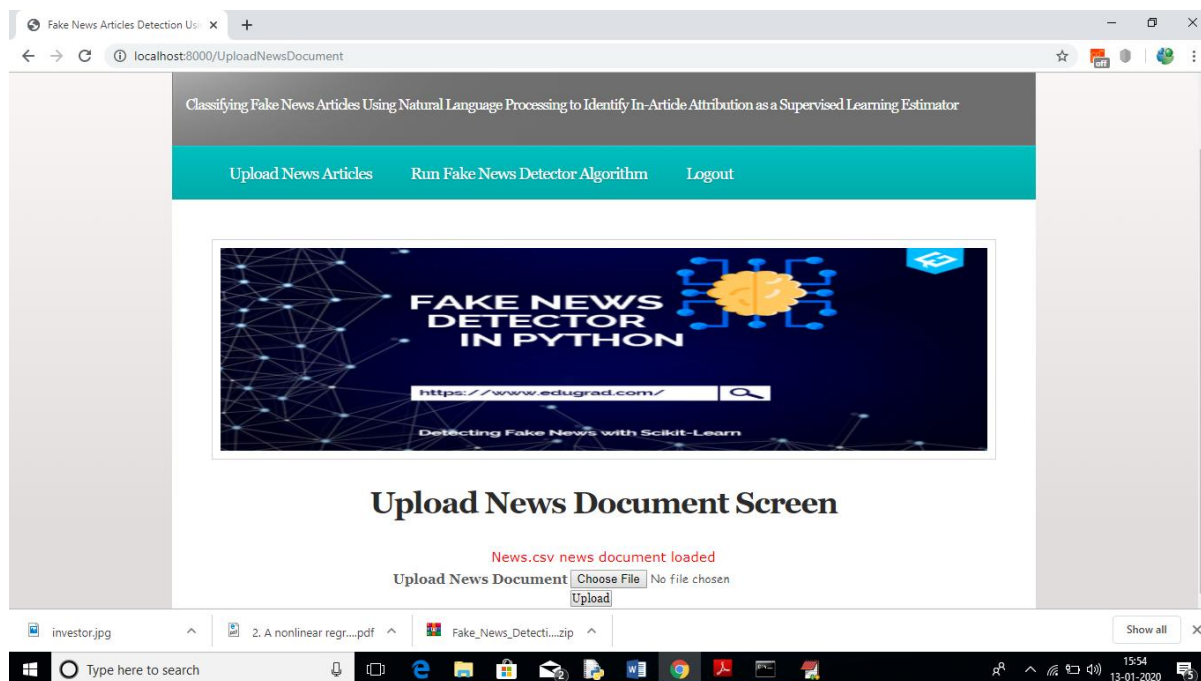 Fake News Articles Detection Usi
localhost:8000/UploadNewsDocument
off
Classifying Fake News Articles Using Natural Language Processing to Identify In-Article Attribution as a Supervised Learning Estimator
Upload News Articles Run Fake News Detector Algorithm Logout
FAKE NEWS
DETECTOR
IN PYTHON
https://www.edugrad.com/
Detecting Fake News with Scikit-Learn
Upload News Document Screen
News.csv news document loaded
Upload News Document Choose File No file chosen
Upload
investor.jpg 2. A nonlinear regr....pdf Fake_News_Detecti....zip Show all
Type here to search 2 15:54
13-01-2020 5